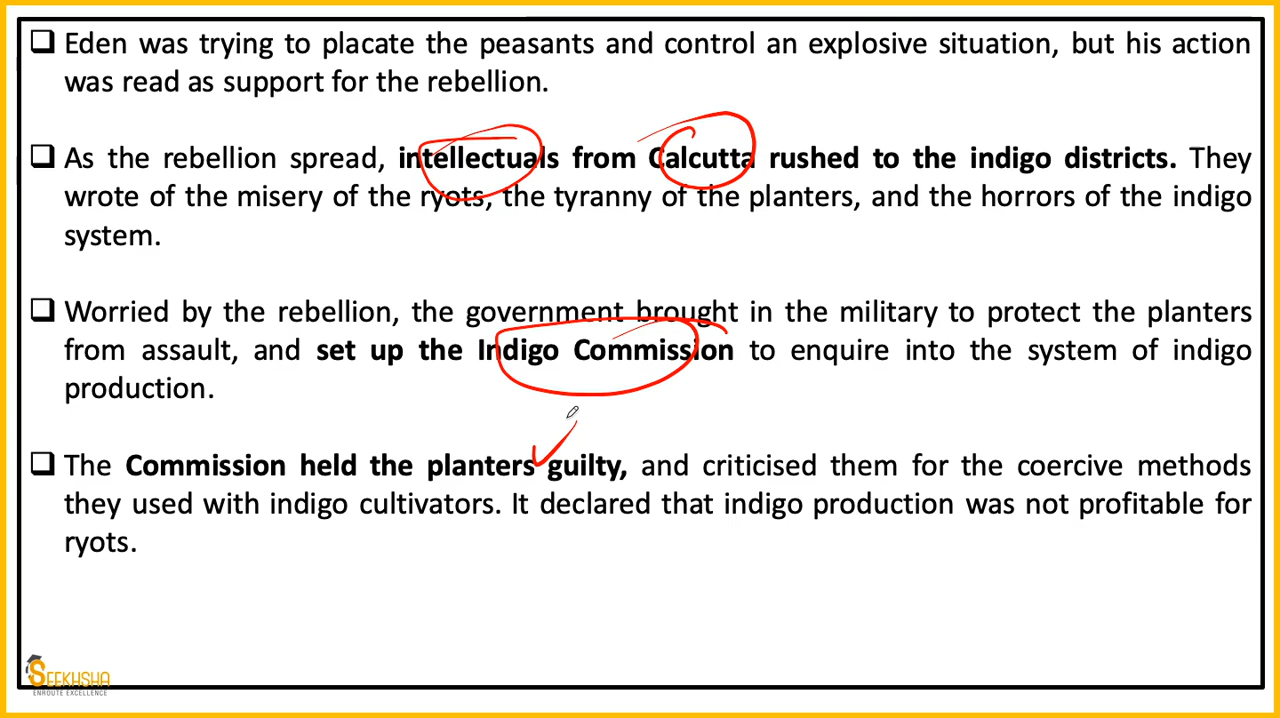 ❑ Eden was trying to placate the peasants and control an explosive situation, but his action
was read as support for the rebellion.
❑ As the rebellion spread, intellectuals from Calcutta rushed to the indigo districts. They
wrote of the misery of the ryots, the tyranny of the planters, and the horrors of the indigo
system.
❑ Worried by the rebellion, the government brought in the military to protect the planters
from assault, and set up the Indigo Commission to enquire into the system of indigo
production.
❑ The Commission held the planters guilty, and criticised them for the coercive methods
they used with indigo cultivators. It declared that indigo production was not profitable for
ryots.
SEEKHSHA
ENROUTE EXCELLENCE